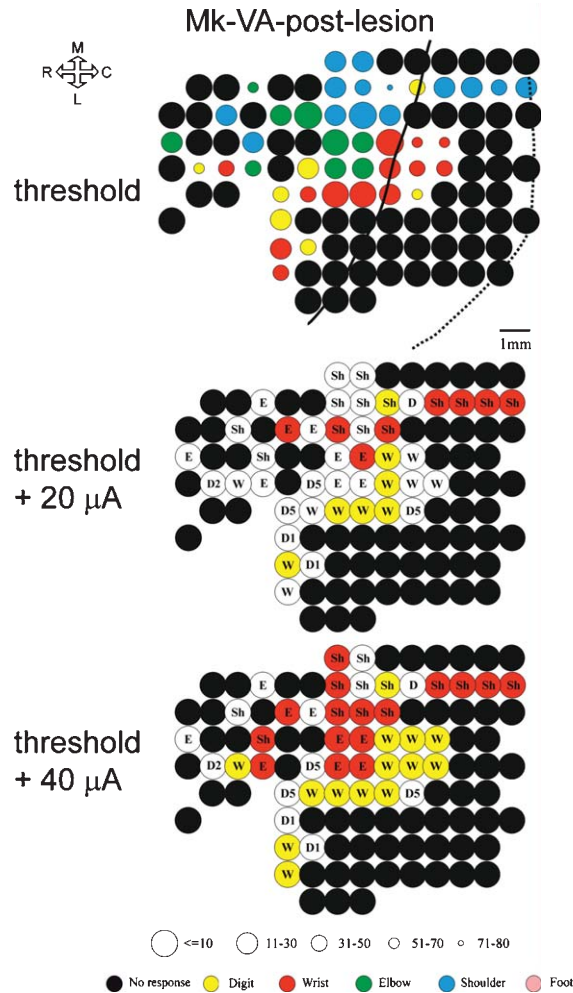 Mk-VA-post-lesion
M
R C
L
threshold
1mm
Sh Sh
E Sh Sh Sh D Sh Sh Sh Sh
Sh E E Sh Sh Sh
E Sh E E W W
D2 W E D5 E E W W W
D5 W W W W D5
D1
W D1
W
threshold
+ 20 µA
Sh Sh
E Sh Sh Sh D Sh Sh Sh Sh
Sh E E Sh Sh Sh
E Sh E E W W W
D2 W E D5 E E W W W
D5 W W W W D5
D1
W D1
W
threshold
+ 40 µA
<=10 11-30 31-50 51-70 71-80
No response Digit Wrist Elbow Shoulder Foot